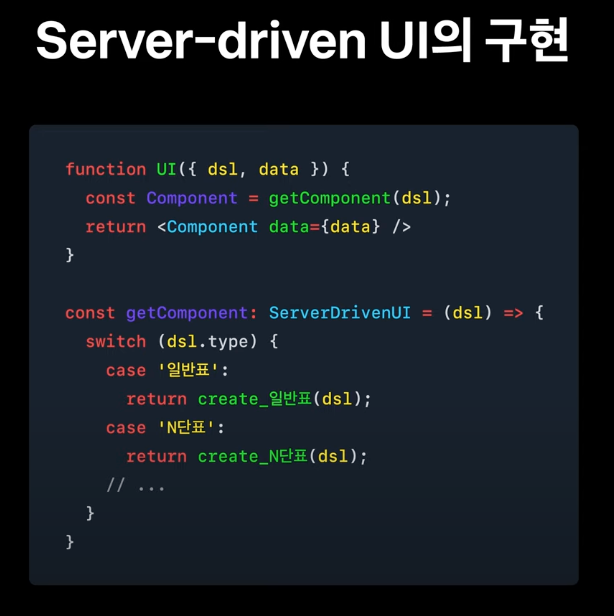 Server-driven UI의 구현
function UI({ dsl, data }) {
  const Component = getComponent(dsl);
  return <Component data={data} />
}
const getComponent: ServerDrivenUI = (dsl) => {
  switch (dsl.type) {
    case '일반표':
      return create_일반표(dsl);
    case 'N단표':
      return create_N단표(dsl);
    // ...
  }
}